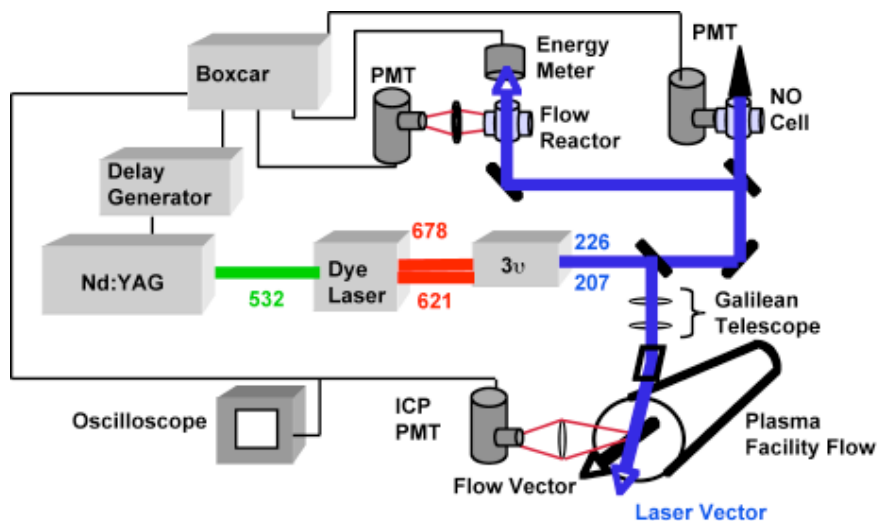 Boxcar
PMT
Energy
Meter
Flow
Reactor
PMT
NO
Cell
Delay
Generator
Nd:YAG
532
Dye
Laser
678
621
3υ
226
207
Galilean
Telescope
Oscilloscope
ICP
PMT
Flow Vector
Plasma
Facility Flow
Laser Vector